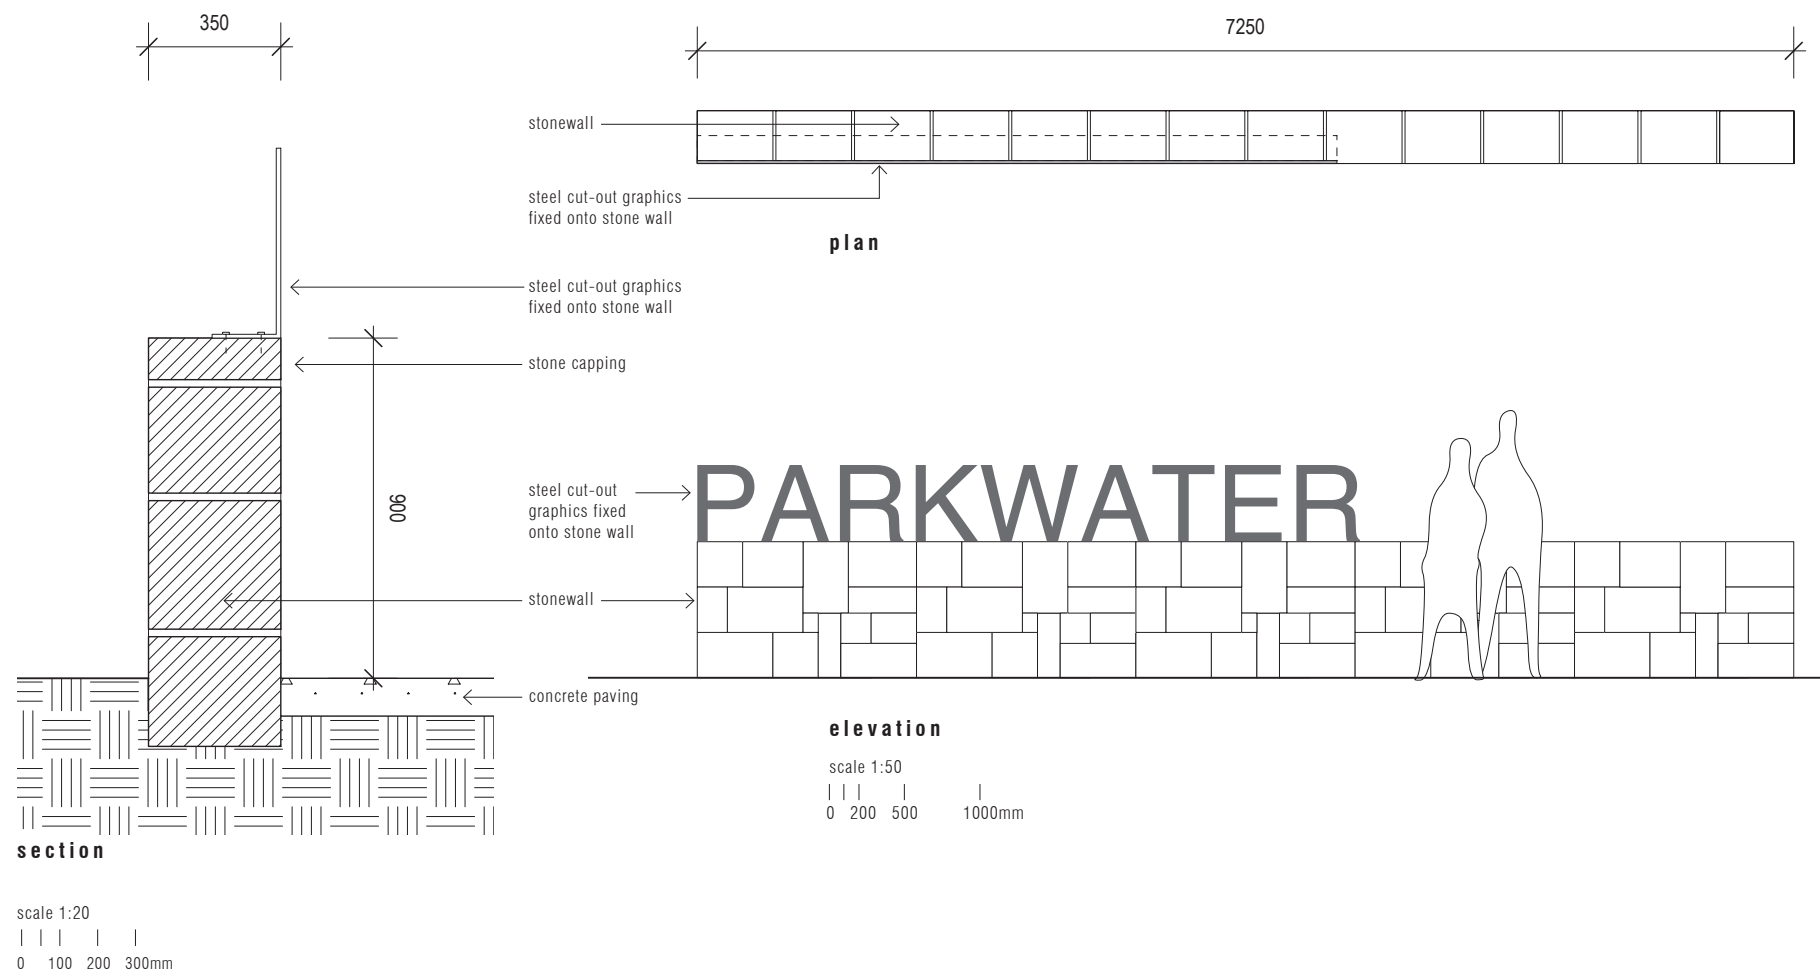 350
7250
stonewall
steel cut-out graphics
fixed onto stone wall
plan
steel cut-out graphics
fixed onto stone wall
stone capping
900
steel cut-out
graphics fixed
onto stone wall
PARKWATER
stonewall
concrete paving
elevation
scale 1:50
0 200 500 1000mm
section
scale 1:20
0 100 200 300mm